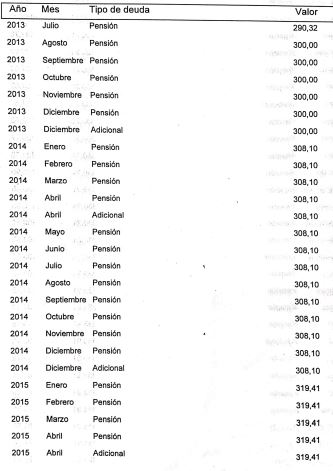 Año Mes Tipo de deuda Valor
2013 Julio Pensión 290,32
2013 Agosto Pensión 300,00
2013 Septiembre Pensión 300,00
2013 Octubre Pensión 300,00
2013 Noviembre Pensión 300,00
2013 Diciembre Pensión 300,00
2013 Diciembre Adicional 300,00
2014 Enero Pensión 308,10
2014 Febrero Pensión 308,10
2014 Marzo Pensión 308,10
2014 Abril Pensión 308,10
2014 Abril Adicional 308,10
2014 Mayo Pensión 308,10
2014 Junio Pensión 308,10
2014 Julio Pensión 308,10
2014 Agosto Pensión 308,10
2014 Septiembre Pensión 308,10
2014 Octubre Pensión 308,10
2014 Noviembre Pensión 308,10
2014 Diciembre Pensión 308,10
2014 Diciembre Adicional 308,10
2015 Enero Pensión 319,41
2015 Febrero Pensión 319,41
2015 Marzo Pensión 319,41
2015 Abril Pensión 319,41
2015 Abril Adicional 319,41